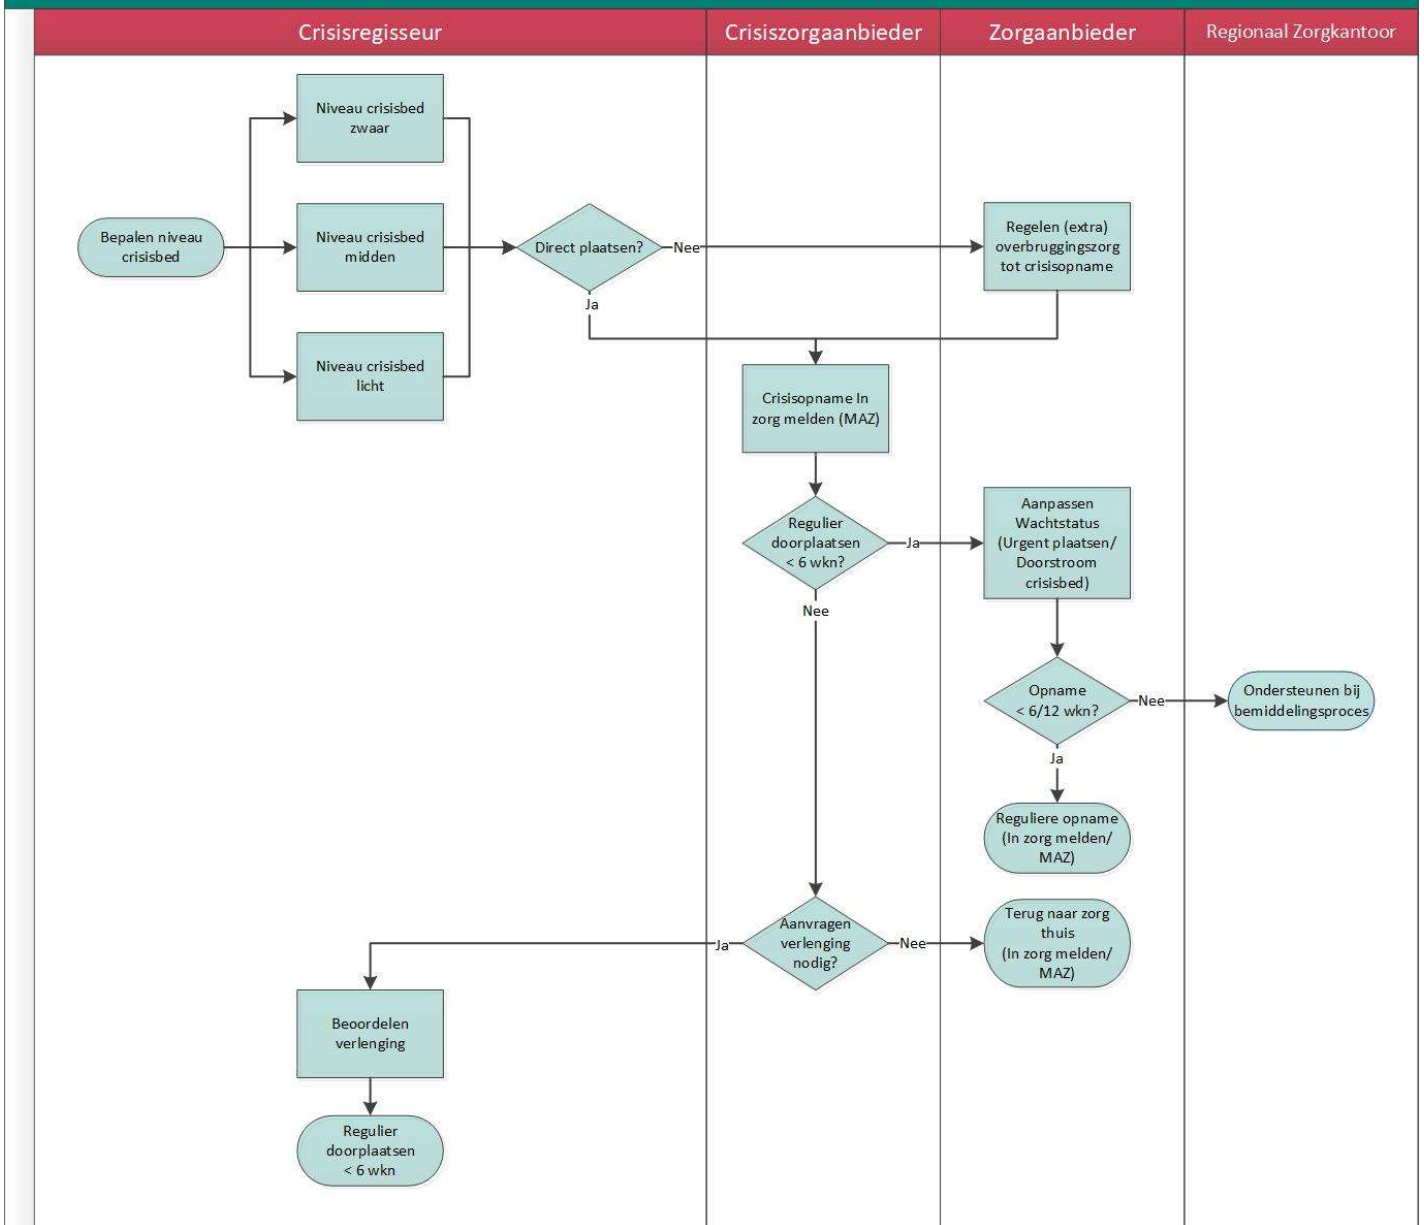 Crisisregisseur
Crisiszorgaanbieder
Zorgaanbieder
Regionaal Zorgkantoor
Niveau crisisbed
zwaar
Bepalen niveau
crisisbed
Niveau crisisbed
midden
Direct plaatsen?
Nee
Regelen (extra)
overbruggingszorg
tot crisisopname
Ja
Niveau crisisbed
licht
Crisisopname In
zorg melden (MAZ)
Regulier
doorplaatsen
< 6 wkn?
Ja
Aanpassen
Wachtstatus
(Urgent plaatsen/
Doorstroom
crisisbed)
Nee
Opname
< 6/12 wkn?
Nee
Ondersteunen bij
bemiddelingsproces
Ja
Reguliere opname
(In zorg melden/
MAZ)
Ja
Aanvragen
verlenging
nodig?
Nee
Terug naar zorg
thuis
(In zorg melden/
MAZ)
Beoordelen
verlenging
Regulier
doorplaatsen
< 6 wkn